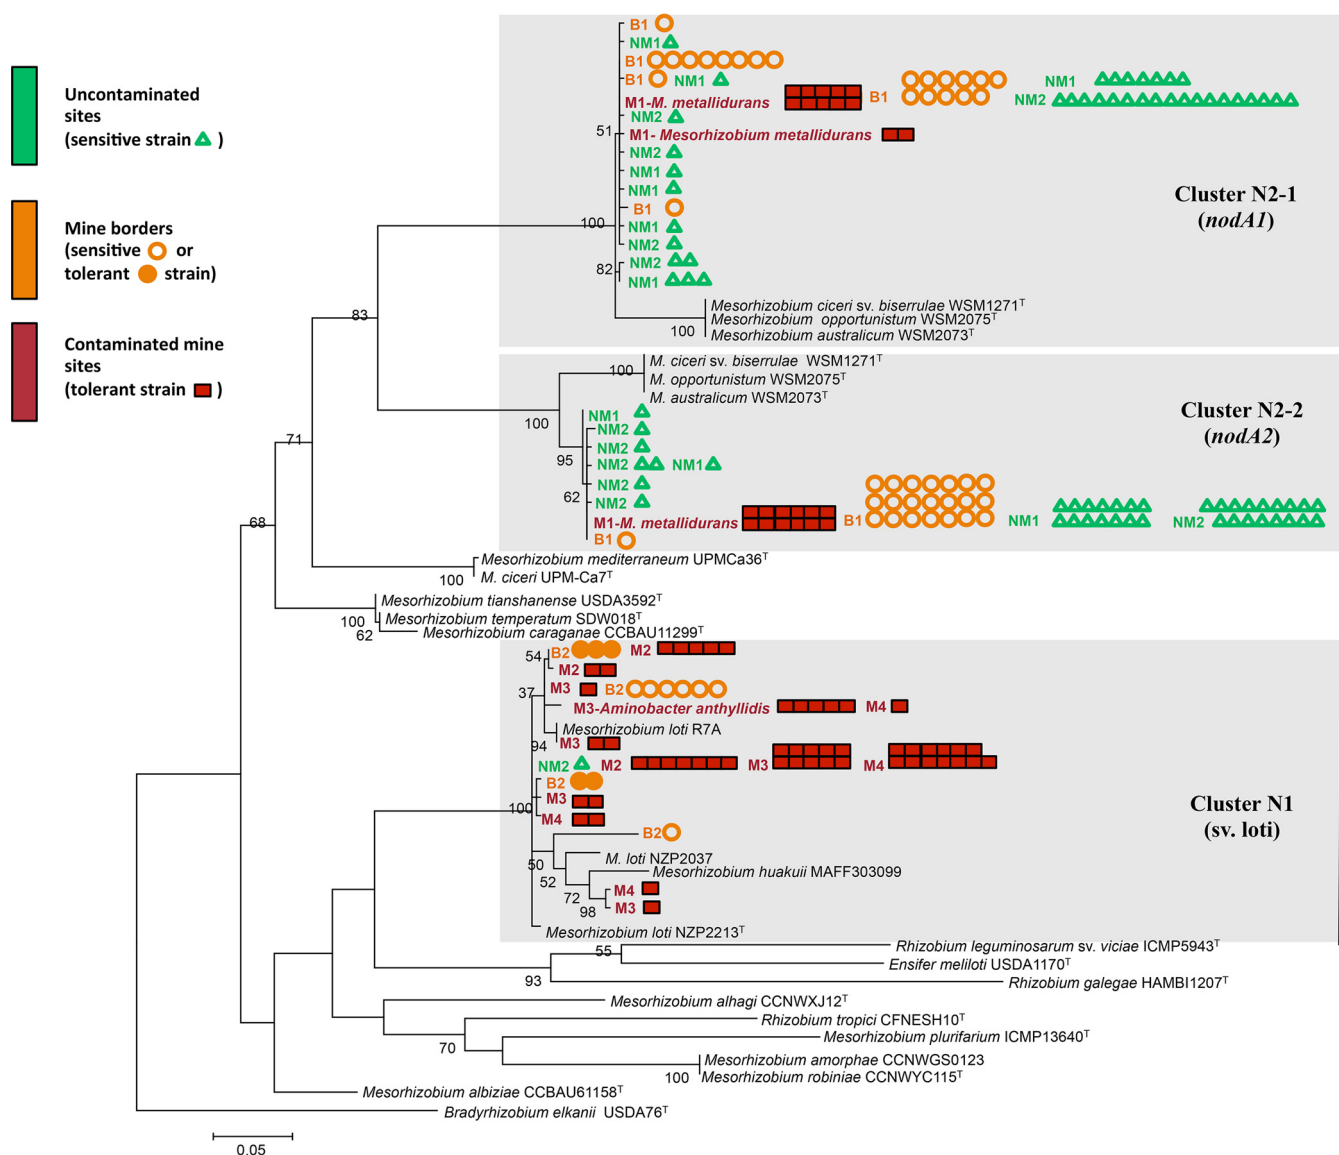 Uncontaminated
sites
(sensitive strain )
Mine borders
(sensitive or
tolerant strain)
Contaminated mine
sites
(tolerant strain )
B1
NM1
B1
B1 NM1
M1-M. metallidurans B1 NM1 NM2
NM2
51
M1- Mesorhizobium metallidurans
NM2
NM1
NM1
B1
100
NM1
NM2
NM2
82
NM1
Cluster N2-1
(nodA1)
83
Mesorhizobium ciceri sv. biserrulae WSM1271T
Mesorhizobium opportunistum WSM2075T
100
Mesorhizobium australicum WSM2073T
M. ciceri sv. biserrulae WSM1271T
100
M. opportunistum WSM2075T
M. australicum WSM2073T
100
NM1
NM2
NM2
95
NM2 NM1
NM2
62
NM2
M1-M. metallidurans B1 NM1 NM2
B1
Cluster N2-2
(nodA2)
71
68
Mesorhizobium mediterraneum UPMCa36T
100
M. ciceri UPM-Ca7T
Mesorhizobium tianshanense USDA3592T
100
Mesorhizobium temperatum SDW018T
62
Mesorhizobium caraganae CCBAU11299T
54
B2 M2
M2
37
M3 B2
M3-Aminobacter anthyllidis M4
Mesorhizobium loti R7A
94
M3
NM2 M2 M3 M4
B2
M3
100
M4
B2
50
M. loti NZP2037
52
Mesorhizobium huakuii MAFF303099
72
M4
98
M3
Mesorhizobium loti NZP2213T
Cluster N1
(sv. loti)
55
Rhizobium leguminosarum sv. viciae ICMP5943T
Ensifer meliloti USDA1170T
93
Rhizobium galegae HAMBI1207T
Mesorhizobium alhagi CCNWXJ12T
Rhizobium tropici CFNESH10T
70
Mesorhizobium plurifarium ICMP13640T
Mesorhizobium amorphae CCNWGS0123
100
Mesorhizobium robiniae CCNWYC115T
Mesorhizobium albiziae CCBAU61158T
Bradyrhizobium elkanii USDA76T
0.05